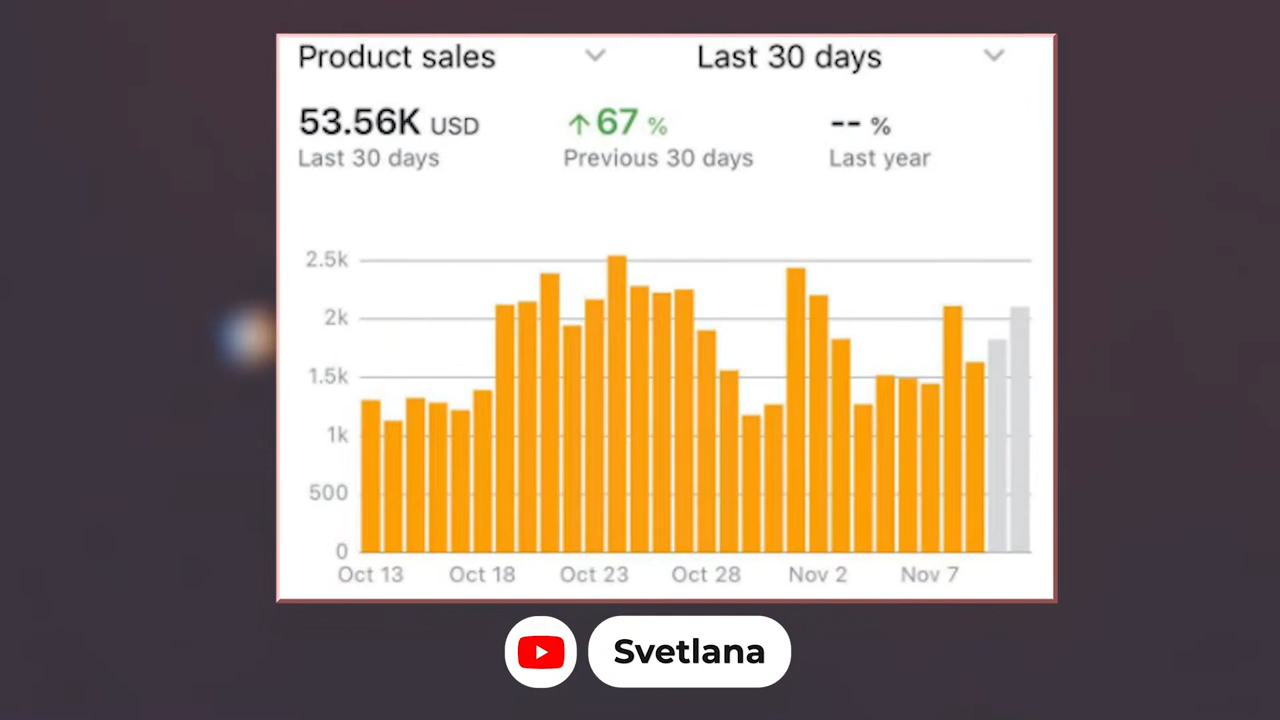 Product sales
Last 30 days
53.56K USD
↑67 %
-- %
Last 30 days
Previous 30 days
Last year
2.5k
2k
1.5k
1k
500
0
Oct 13 Oct 18 Oct 23 Oct 28 Nov 2 Nov 7
Svetlana